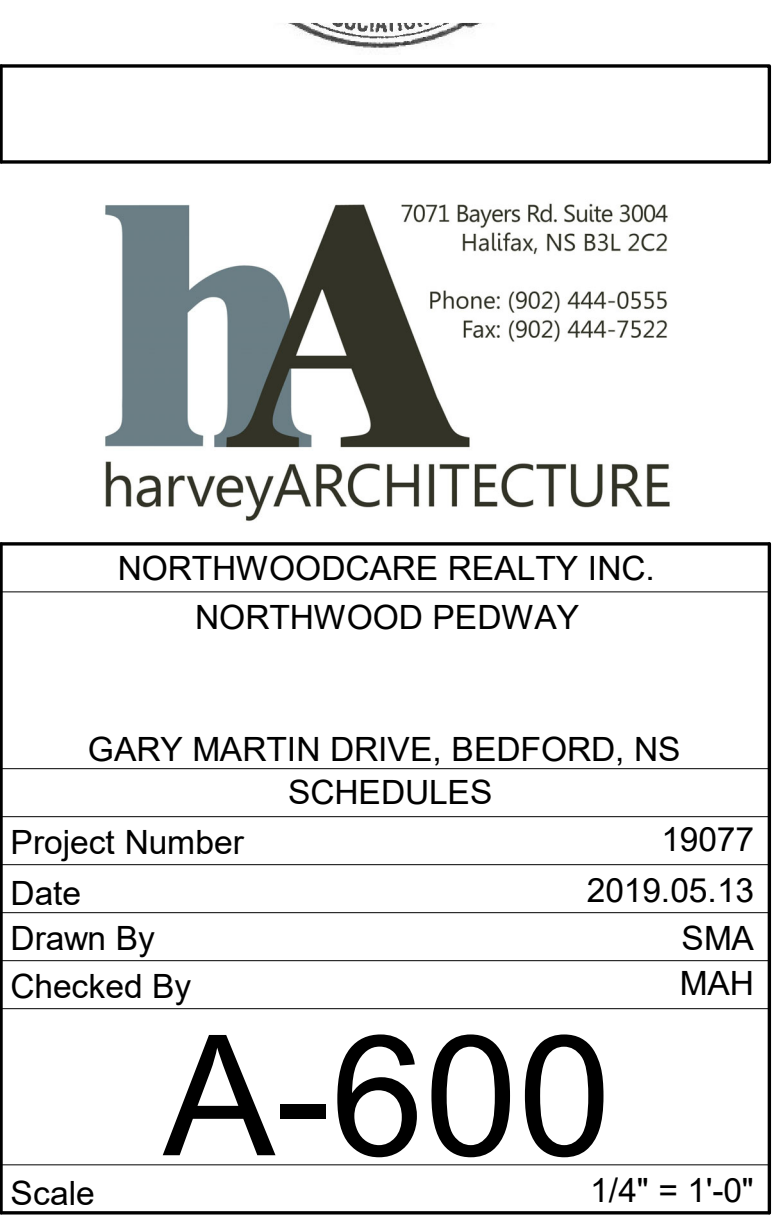 7071 Bayers Rd. Suite 3004
Halifax, NS B3L 2C2
Phone: (902) 444-0555
Fax: (902) 444-7522
hA
harveyARCHITECTURE
NORTHWOODCARE REALTY INC.
NORTHWOOD PEDWAY
GARY MARTIN DRIVE, BEDFORD, NS
SCHEDULES
Project Number 19077
Date 2019.05.13
Drawn By SMA
Checked By MAH
A-600
Scale 1/4" = 1'-0"